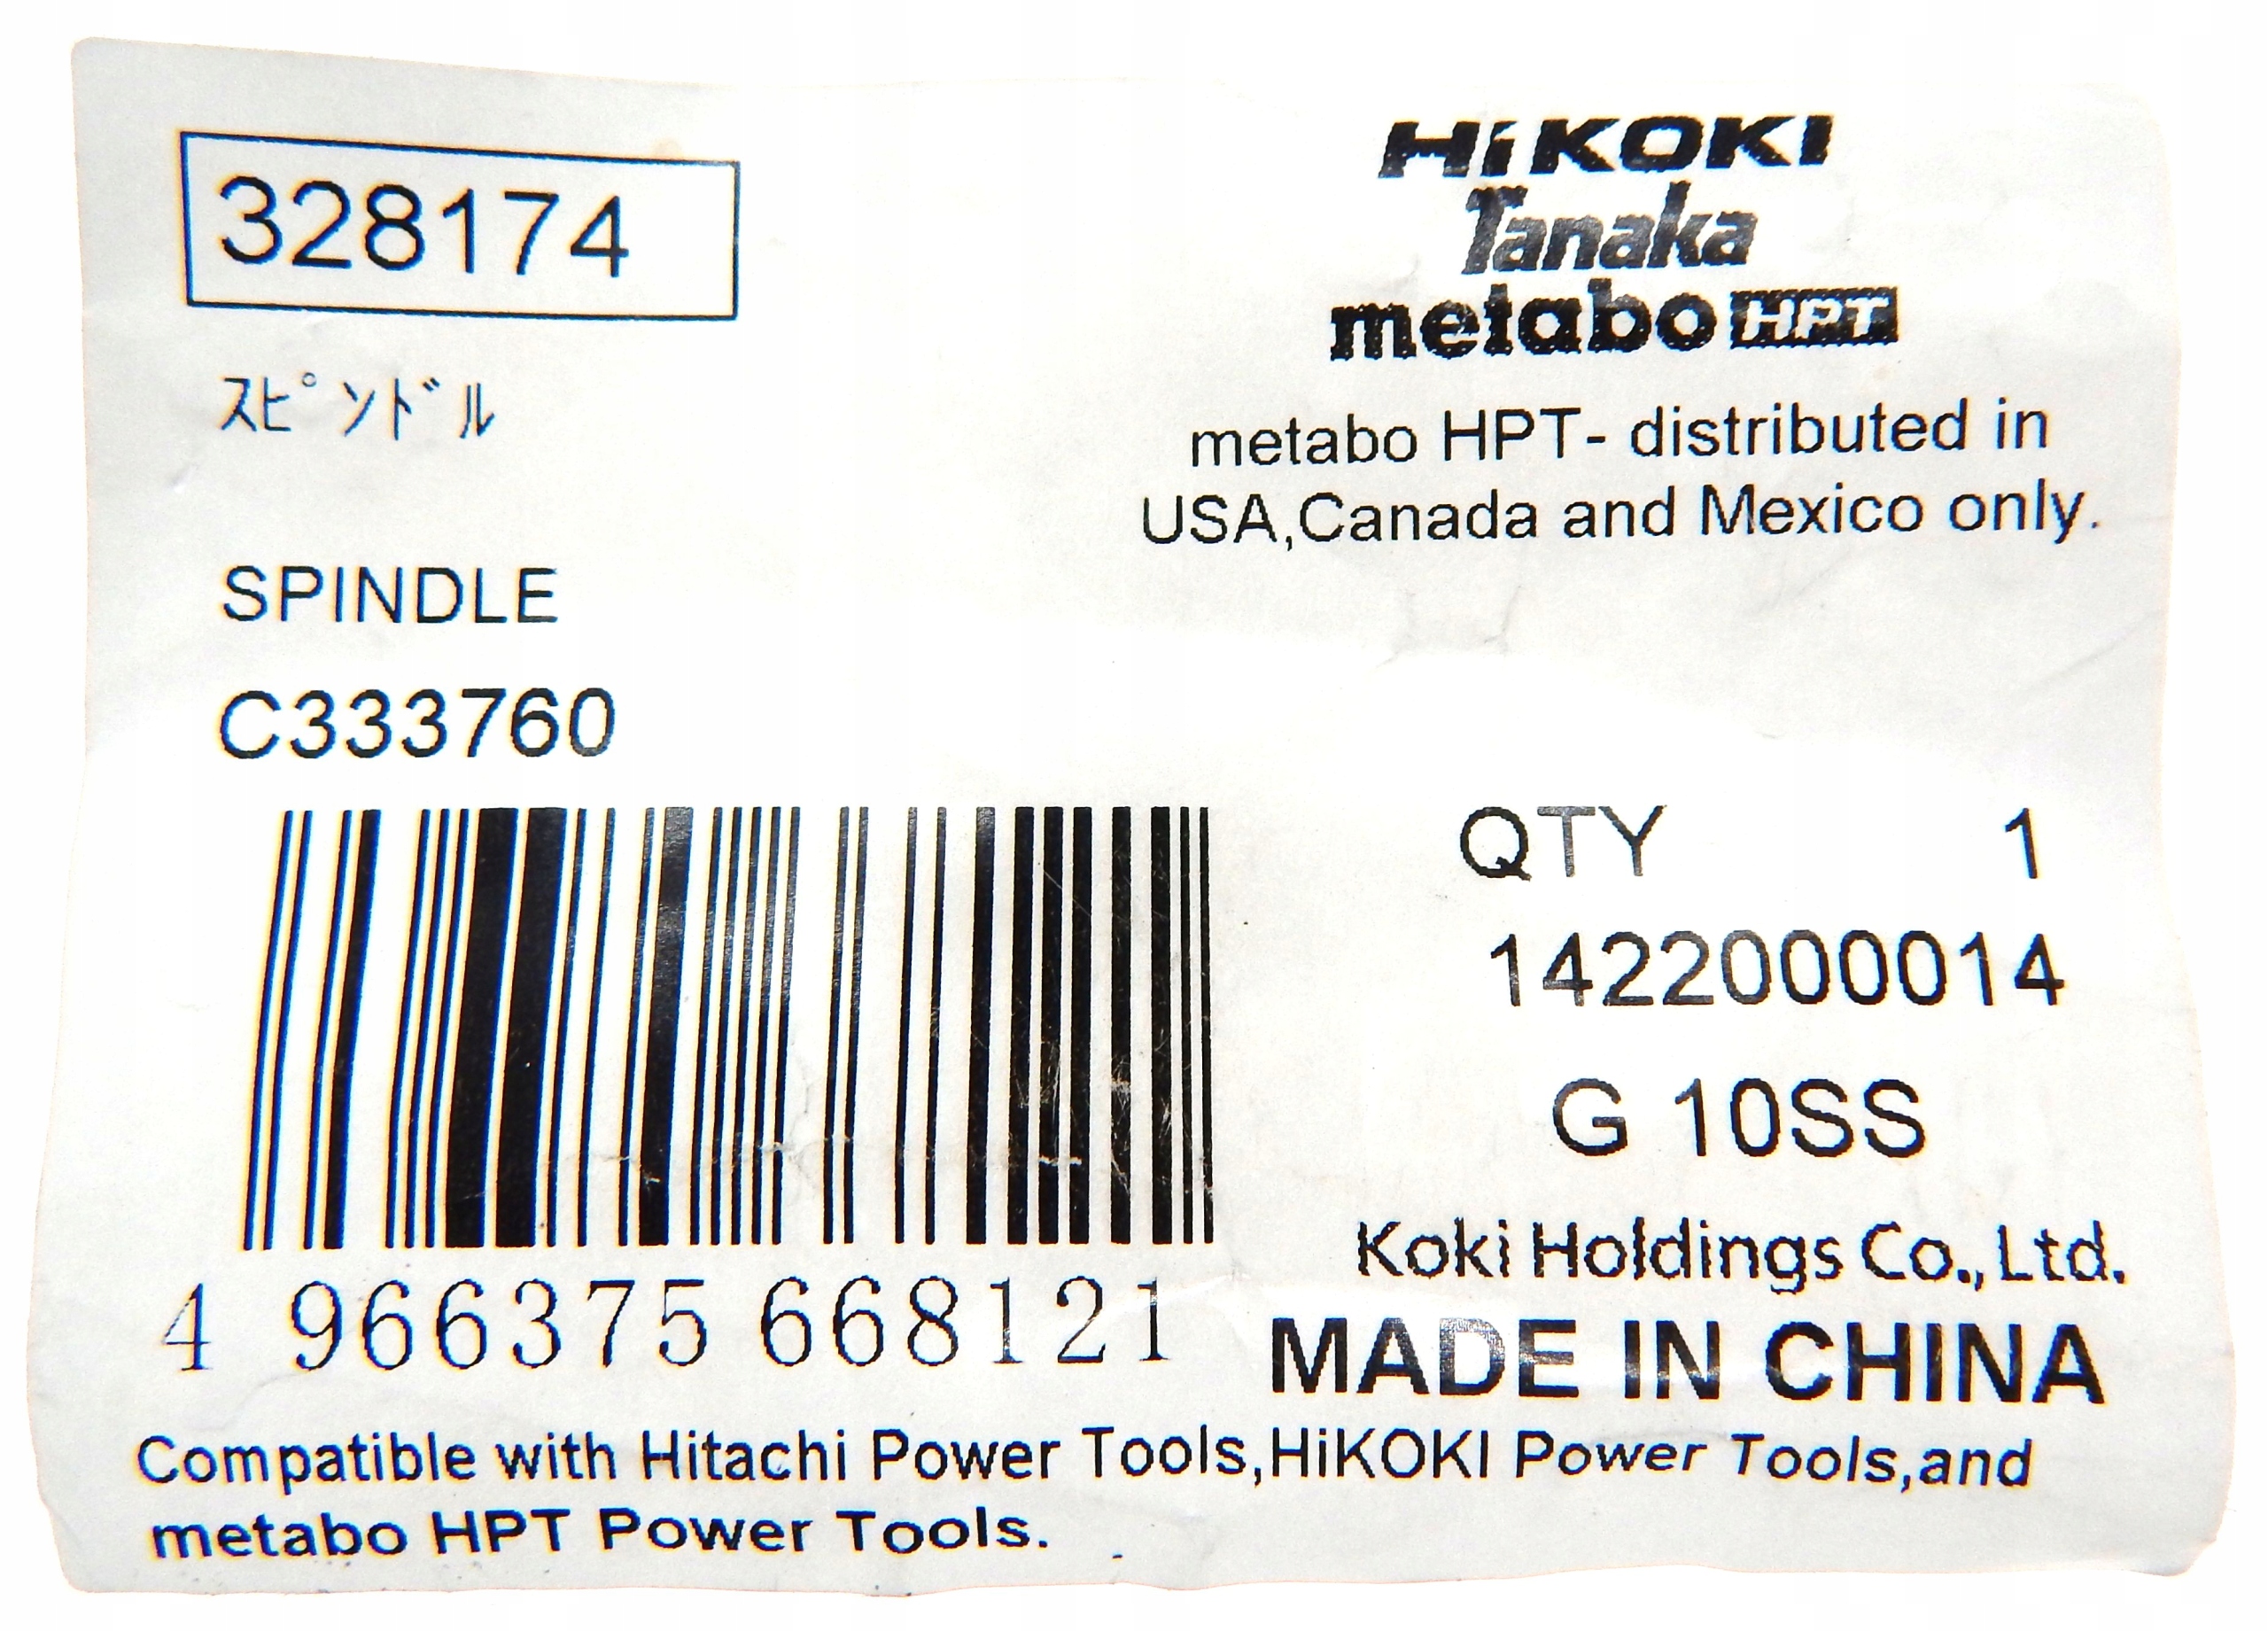 328174
ｽﾋﾟﾝﾄﾞﾙ
SPINDLE
C333760
4 966375 668121
HiKOKI
Tanaka
metabo HPT
metabo HPT- distributed in
USA,Canada and Mexico only.
QTY 1
1422000014
G 10SS
Koki Holdings Co., Ltd.
MADE IN CHINA
Compatible with Hitachi Power Tools,HiKOKI Power Tools,and
metabo HPT Power Tools.